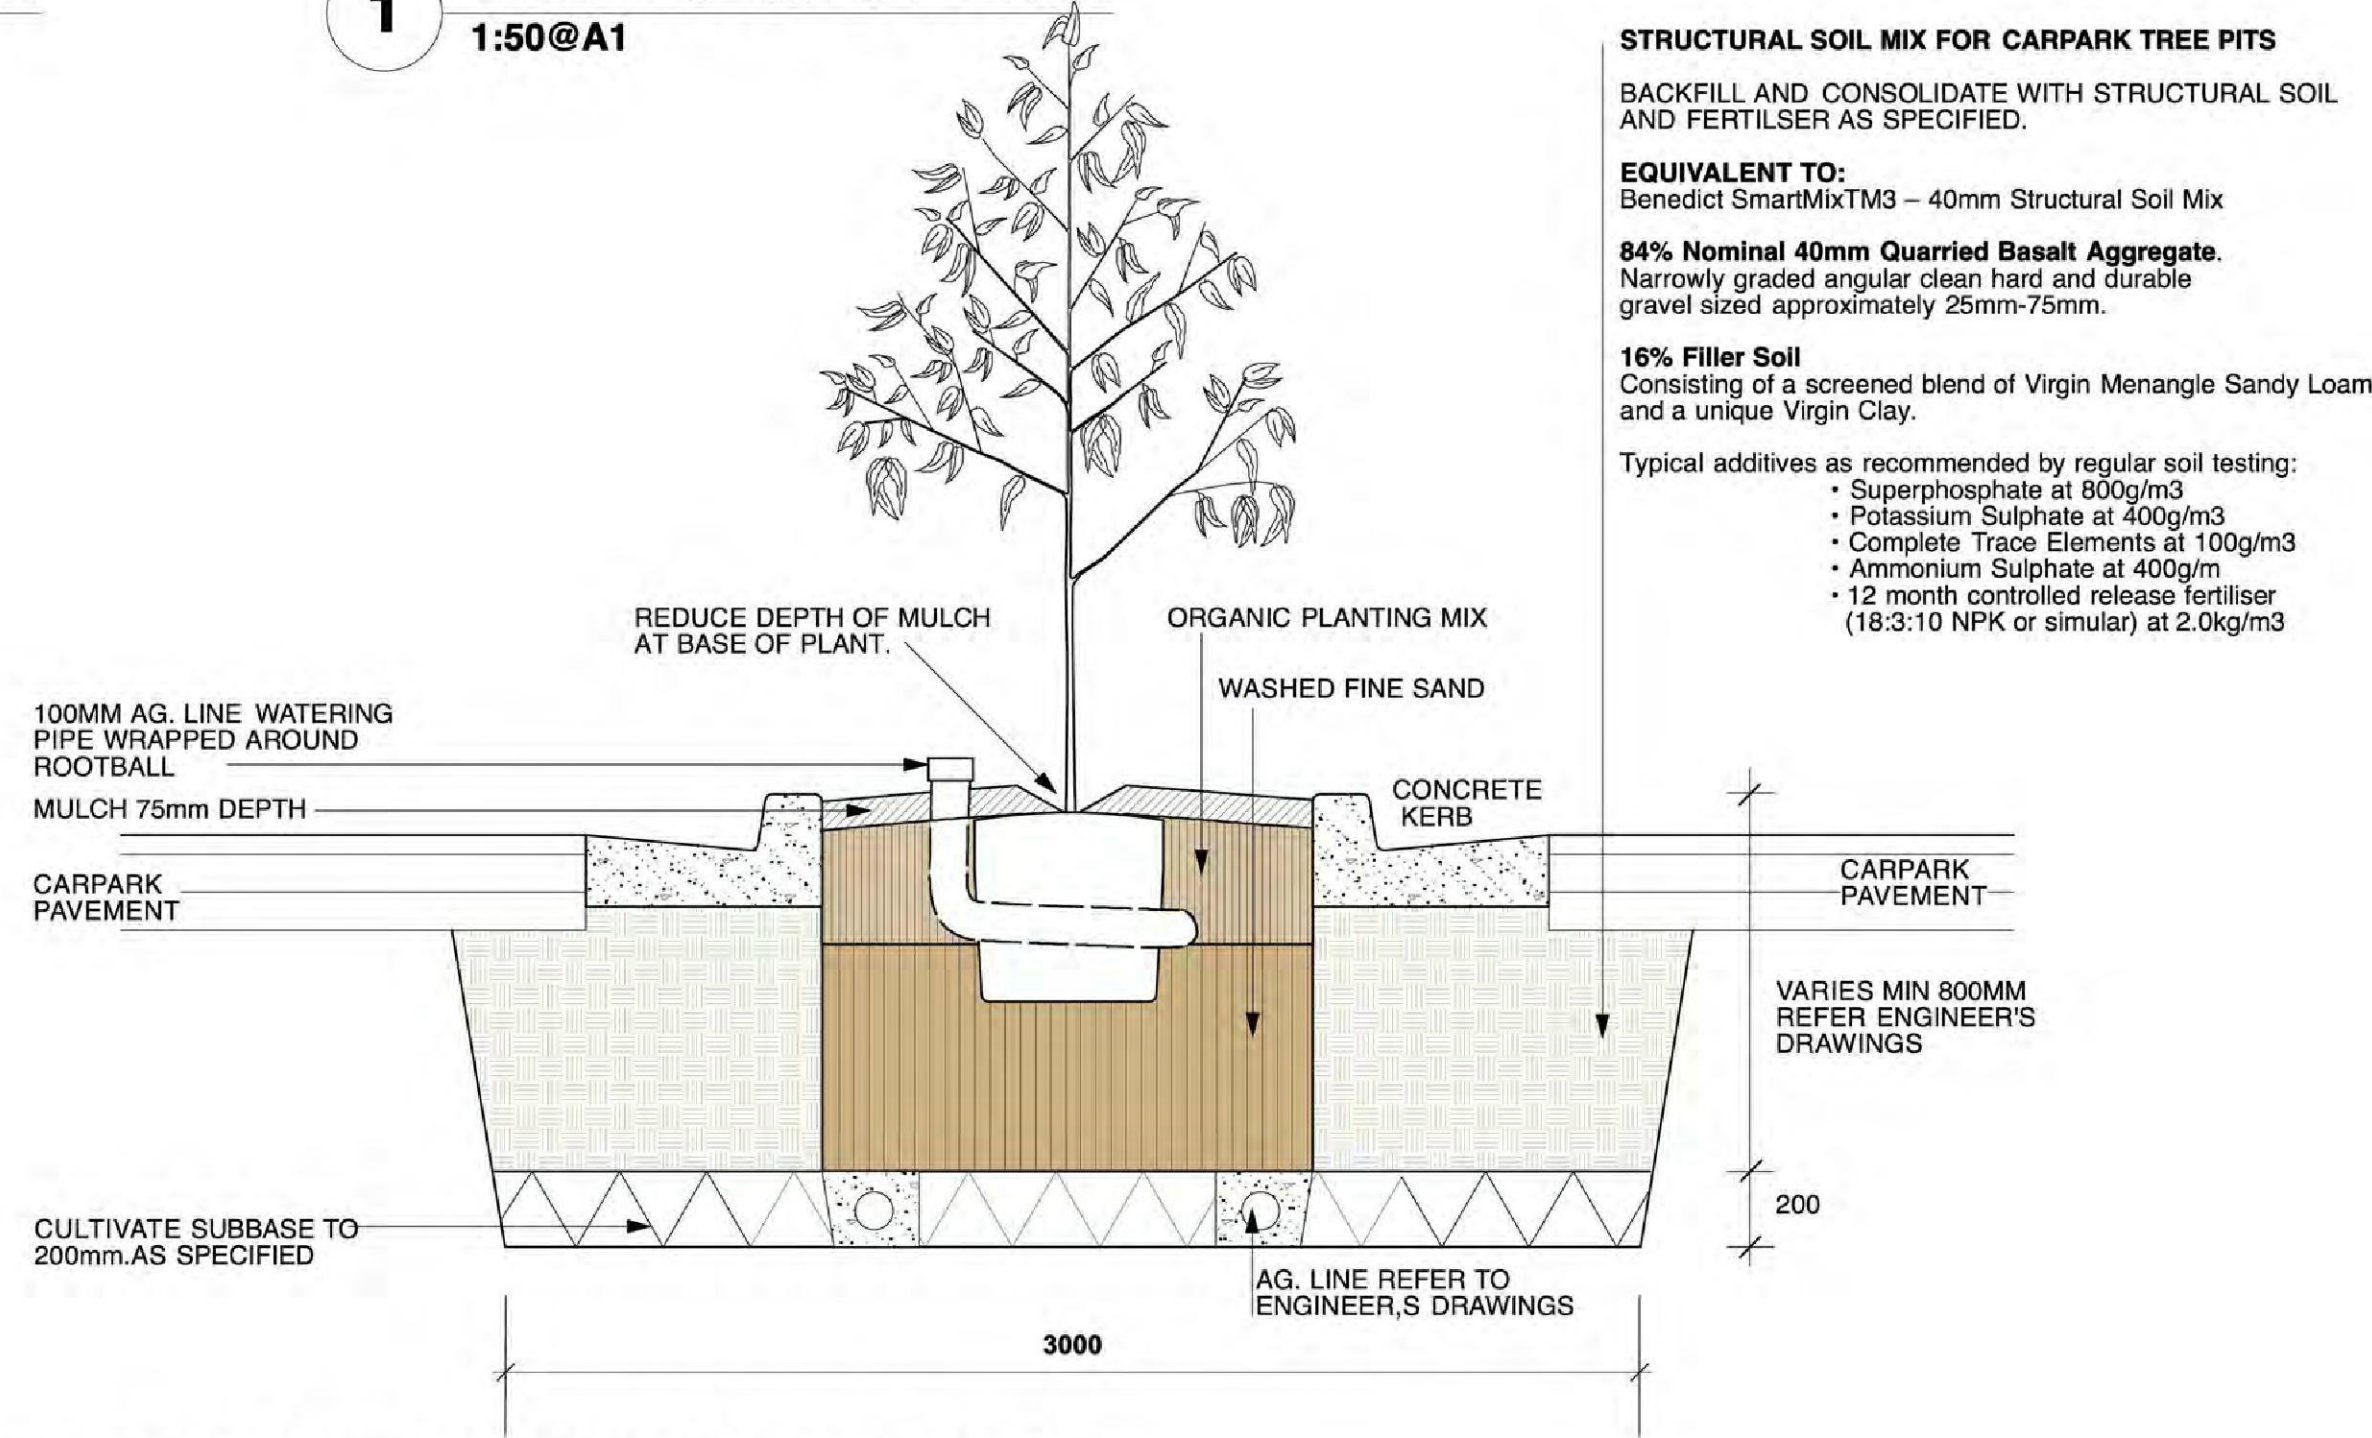 1
1:50@A1
STRUCTURAL SOIL MIX FOR CARPARK TREE PITS
BACKFILL AND CONSOLIDATE WITH STRUCTURAL SOIL
AND FERTILSER AS SPECIFIED.
EQUIVALENT TO:
Benedict SmartMixTM3 – 40mm Structural Soil Mix
84% Nominal 40mm Quarried Basalt Aggregate.
Narrowly graded angular clean hard and durable
gravel sized approximately 25mm-75mm.
16% Filler Soil
Consisting of a screened blend of Virgin Menangle Sandy Loam
and a unique Virgin Clay.
Typical additives as recommended by regular soil testing:
• Superphosphate at 800g/m3
• Potassium Sulphate at 400g/m3
• Complete Trace Elements at 100g/m3
• Ammonium Sulphate at 400g/m
• 12 month controlled release fertiliser
(18:3:10 NPK or simular) at 2.0kg/m3
REDUCE DEPTH OF MULCH
AT BASE OF PLANT.
ORGANIC PLANTING MIX
WASHED FINE SAND
100MM AG. LINE WATERING
PIPE WRAPPED AROUND
ROOTBALL
MULCH 75mm DEPTH
CONCRETE
KERB
CARPARK
PAVEMENT
CARPARK
PAVEMENT
VARIES MIN 800MM
REFER ENGINEER'S
DRAWINGS
200
CULTIVATE SUBBASE TO
200mm.AS SPECIFIED
AG. LINE REFER TO
ENGINEER,S DRAWINGS
3000